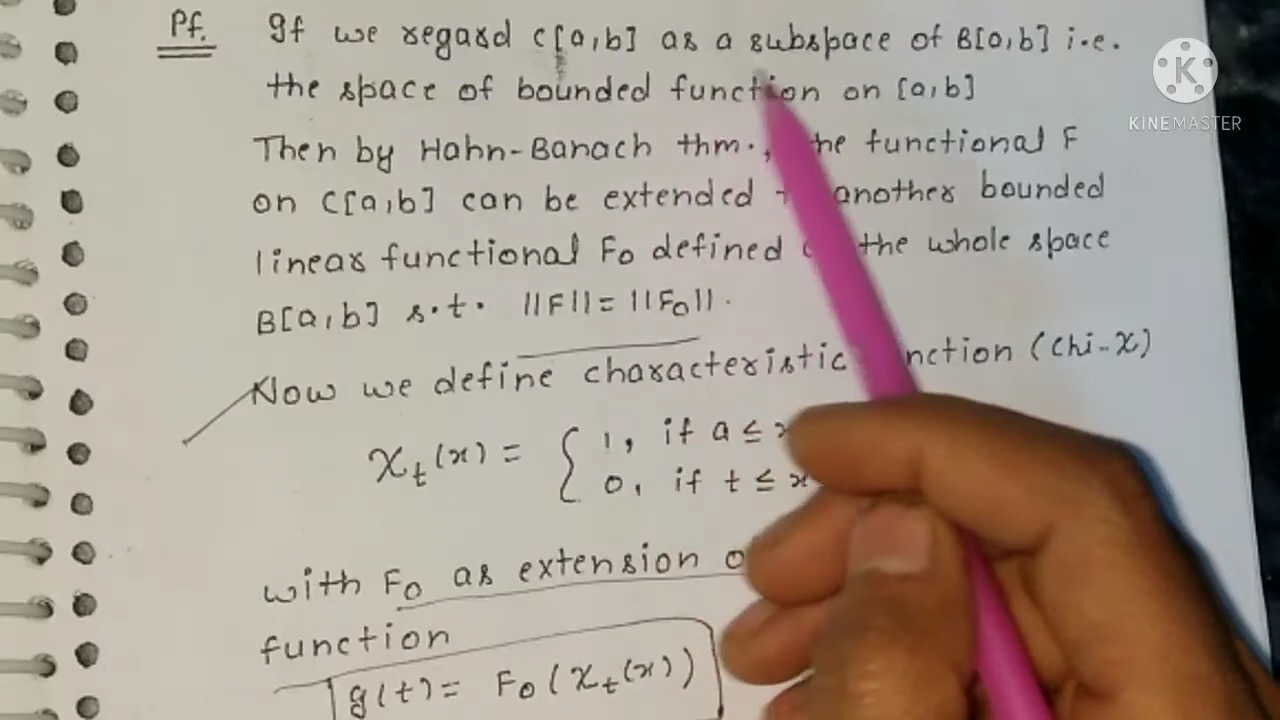 Pf. If we regard C[a,b] as a subspace of B[a,b] i.e.
the space of bounded function on [a,b]
Then by Hahn-Banach thm., the functional F
on C[a,b] can be extended another bounded
linear functional F₀ defined the whole space
B[a,b] s.t. ||F|| = ||F₀||.
Now we define characteristic function (chi-χ)
χₜ(x) = { 1, if a ≤ x
0, if t ≤ x
with F₀ as extension
function
g(t) = F₀(χₜ(x))
K
KINEMASTER